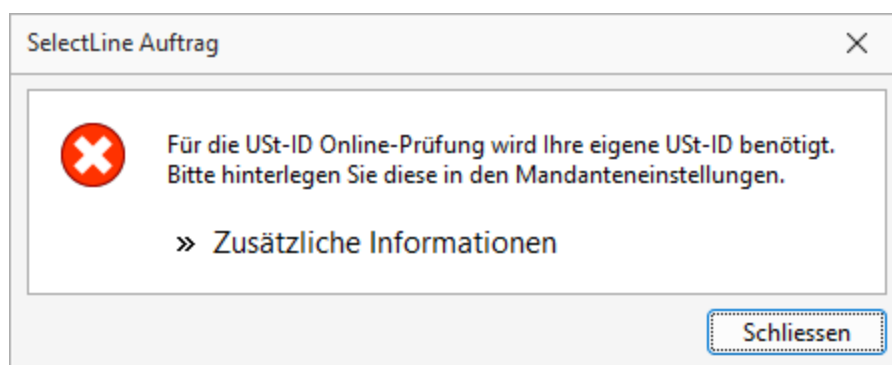 SelectLine Auftrag
Für die USt-ID Online-Prüfung wird Ihre eigene USt-ID benötigt.
Bitte hinterlegen Sie diese in den Mandanteneinstellungen.
» Zusätzliche Informationen
Schliessen